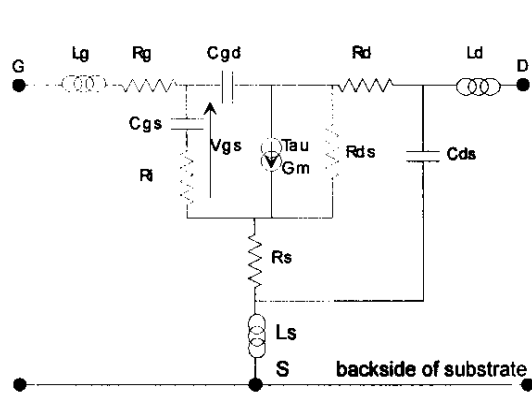 Lg Rg Cgd Rd Ld
G D
Cgs Vgs Tau Rds Cds
Ri Gm
Rs
Ls
S backside of substrate